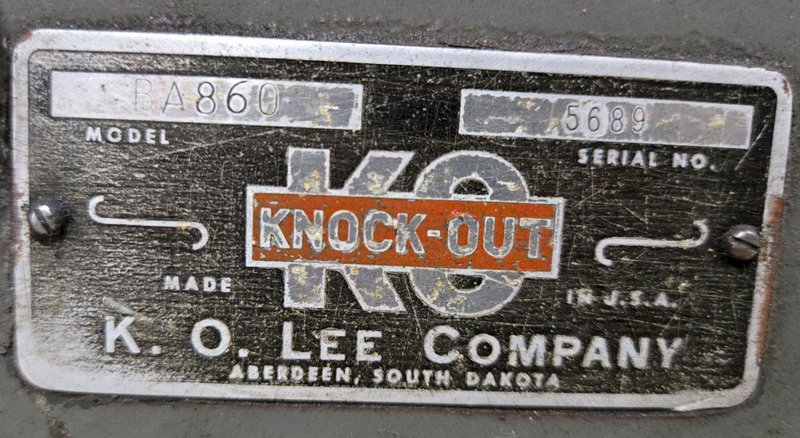 BA860 5689
MODEL SERIAL NO.
KO
KNOCK-OUT
MADE IN U.S.A.
K. O. LEE COMPANY
ABERDEEN, SOUTH DAKOTA